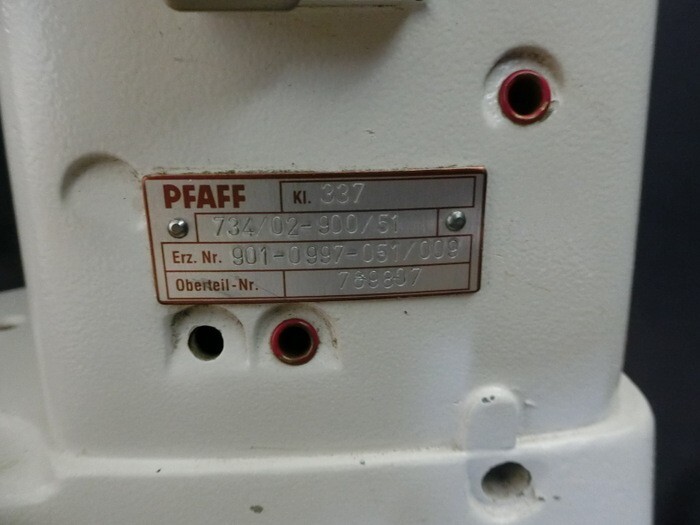 PFAFF Kl. 337
734/02-900/51
Erz. Nr. 901-0997-051/009
Oberteil-Nr.